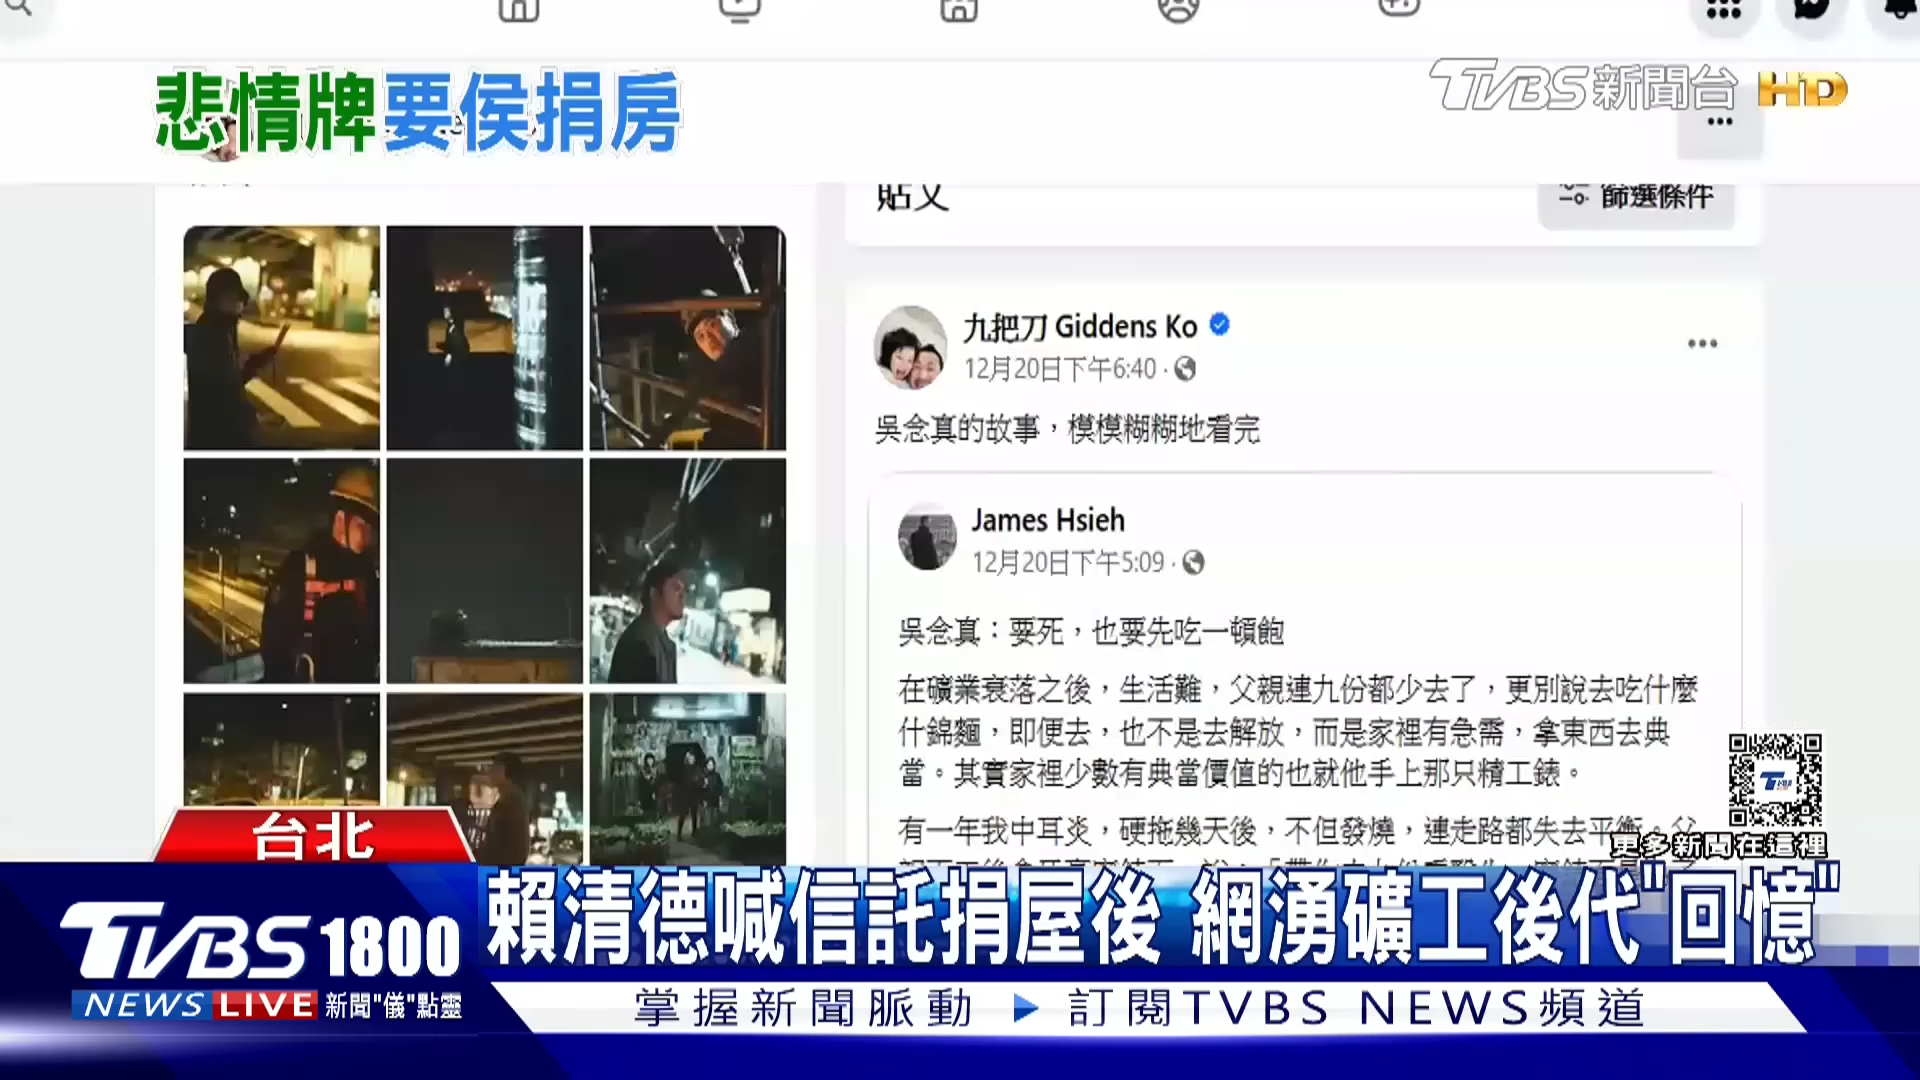 悲情牌要侯捐房
TVBS新聞台 HD
貼文
篩選條件
九把刀 Giddens Ko
12月20日下午6:40
吳念真的故事，模模糊糊地看完
James Hsieh
12月20日下午5:09
吳念真：要死，也要先吃一頓飽
在礦業衰落之後，生活難，父親連九份都少去了，更別說去吃什麼
什錦麵，即便去，也不是去解放，而是家裡有急需，拿東西去典
當。其實家裡少數有典當價值的也就他手上那只精工錶。
有一年我中耳炎，硬拖幾天後，不但發燒，連走路都失去平衡。父
更多新聞在這裡
台北
賴清德喊信託捐屋後 網湧礦工後代"回憶"
TVBS 1800
NEWS LIVE 新聞"儀"點靈
掌握新聞脈動 ▶ 訂閱TVBS NEWS頻道